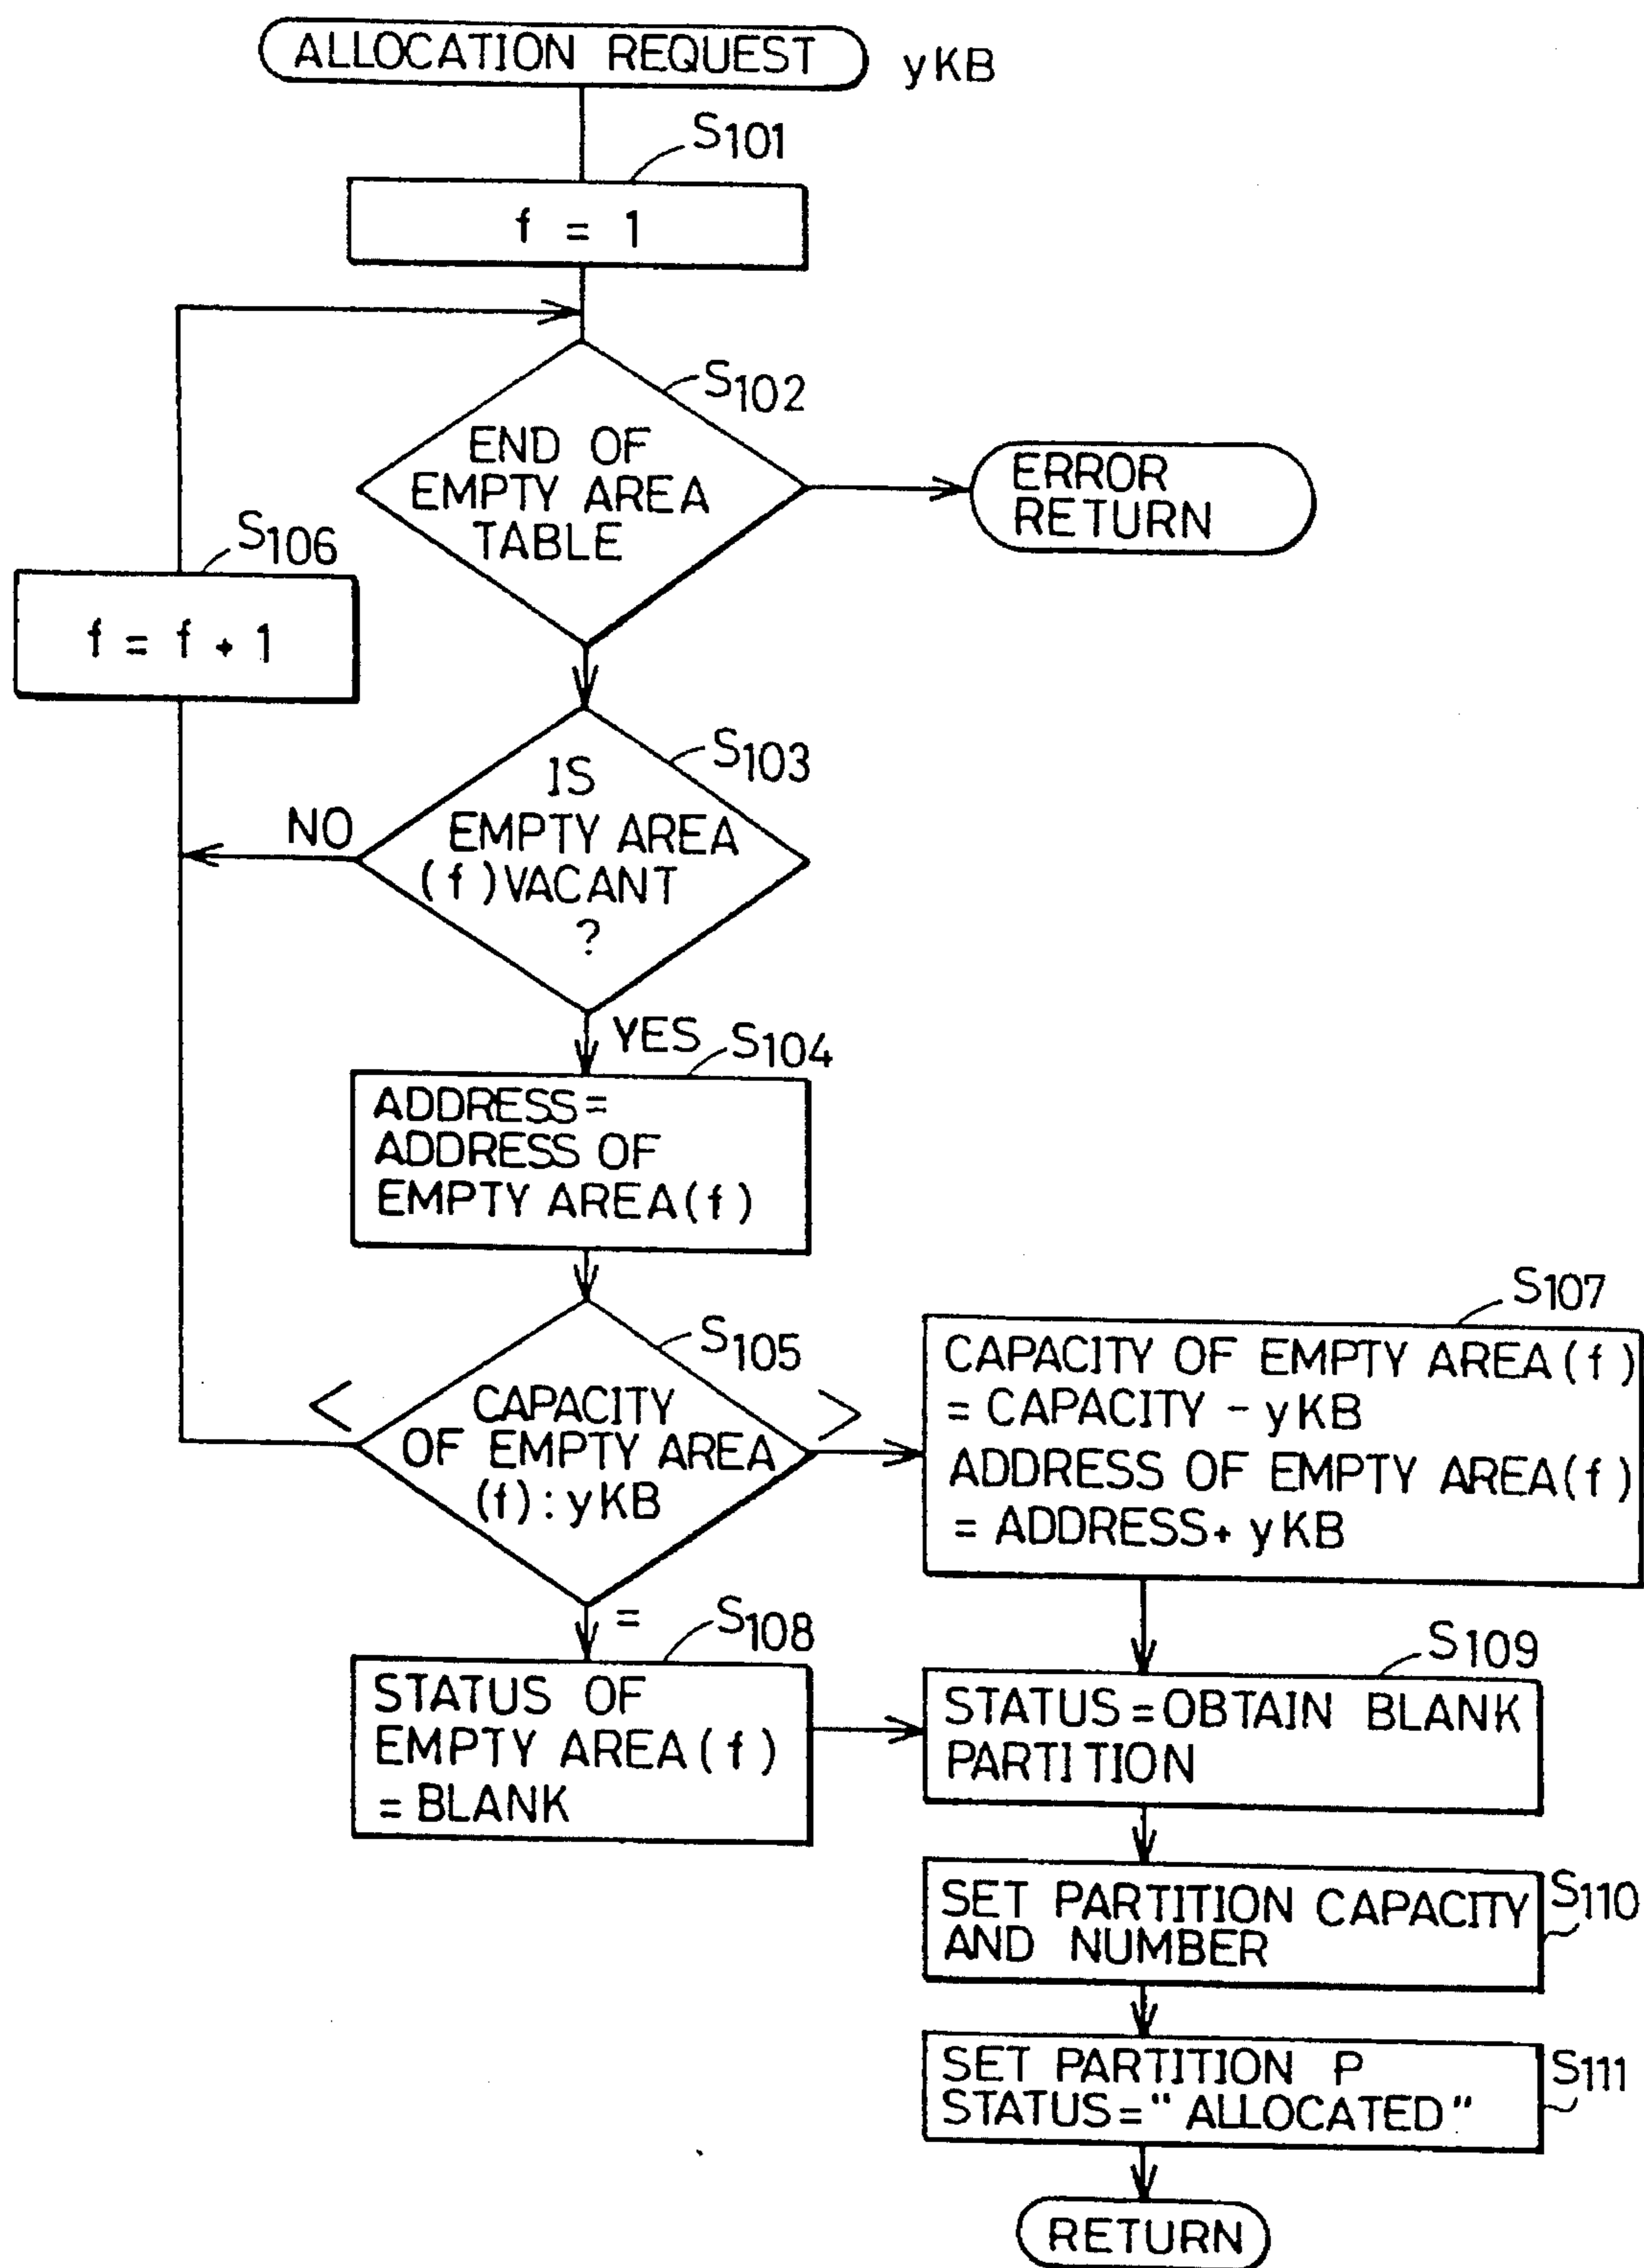 ALLOCATION REQUEST yKB
S101
f = 1
S102
END OF
EMPTY AREA
TABLE
ERROR
RETURN
S106
f = f + 1
S103
IS
EMPTY AREA
(f) VACANT
?
NO
YES
S104
ADDRESS=
ADDRESS OF
EMPTY AREA(f)
S105
CAPACITY
OF EMPTY AREA
(f): yKB
<
>
=
S107
CAPACITY OF EMPTY AREA(f)
= CAPACITY - yKB
ADDRESS OF EMPTY AREA(f)
= ADDRESS+ yKB
S108
STATUS OF
EMPTY AREA(f)
= BLANK
S109
STATUS=OBTAIN BLANK
PARTITION
S110
SET PARTITION CAPACITY
AND NUMBER
S111
SET PARTITION P
STATUS="ALLOCATED"
RETURN